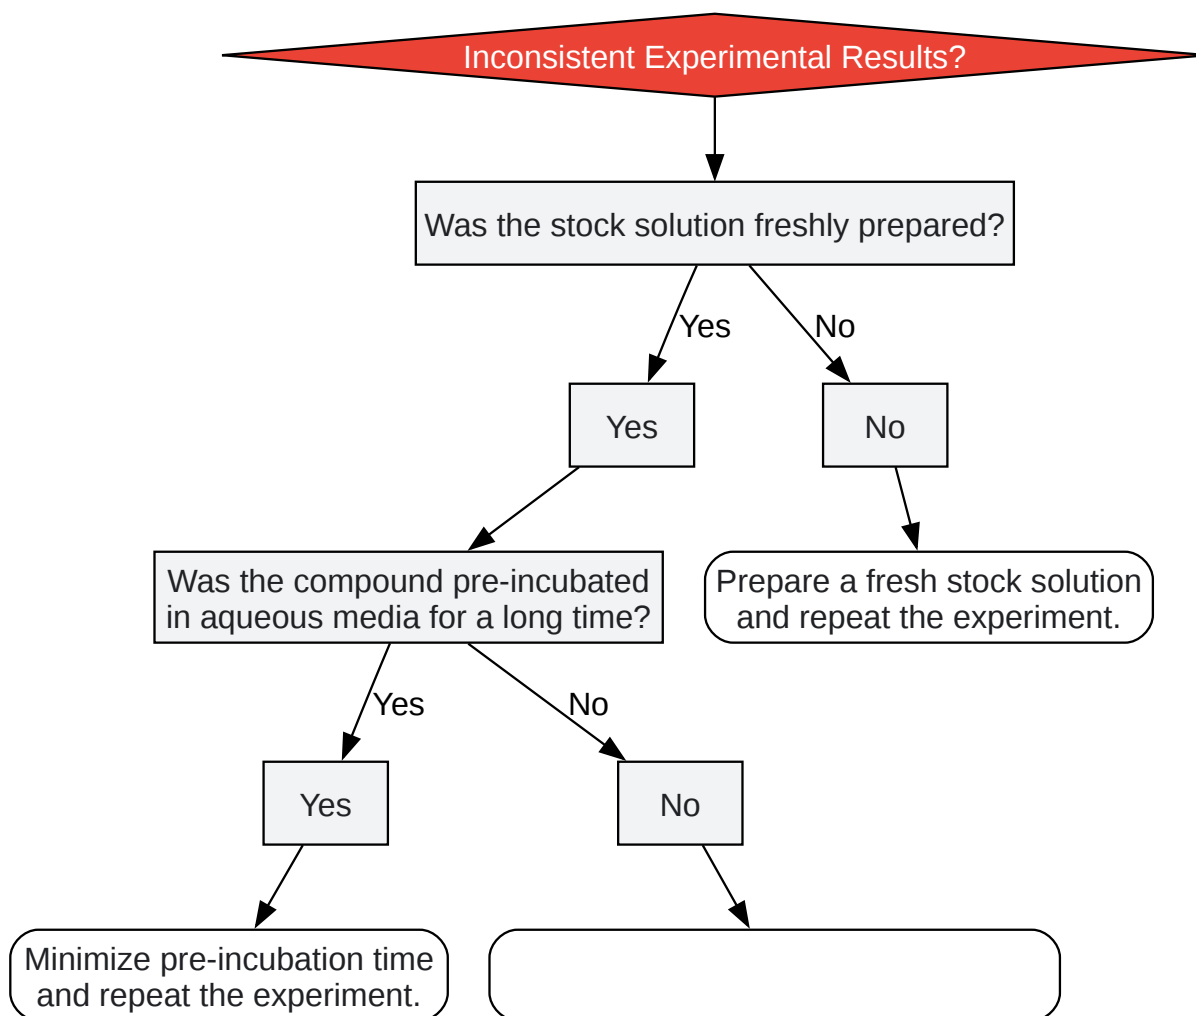 Inconsistent Experimental Results?
Was the stock solution freshly prepared?
Yes
No
Yes
No
Was the compound pre-incubated
in aqueous media for a long time?
Prepare a fresh stock solution
and repeat the experiment.
Yes
No
Yes
No
Minimize pre-incubation time
and repeat the experiment.